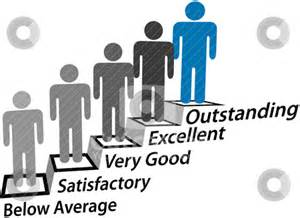 Outstanding
Excellent
Very Good
Satisfactory
Below Average